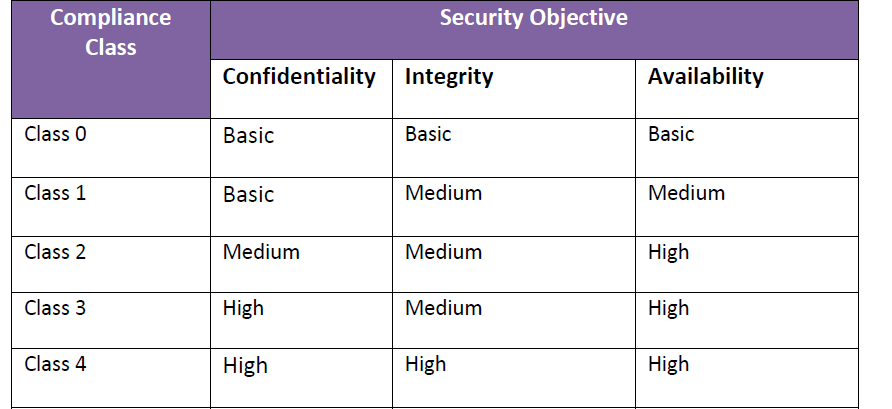 Compliance Class Security Objective
Confidentiality Integrity Availability
Class 0 Basic Basic Basic
Class 1 Basic Medium Medium
Class 2 Medium Medium High
Class 3 High Medium High
Class 4 High High High